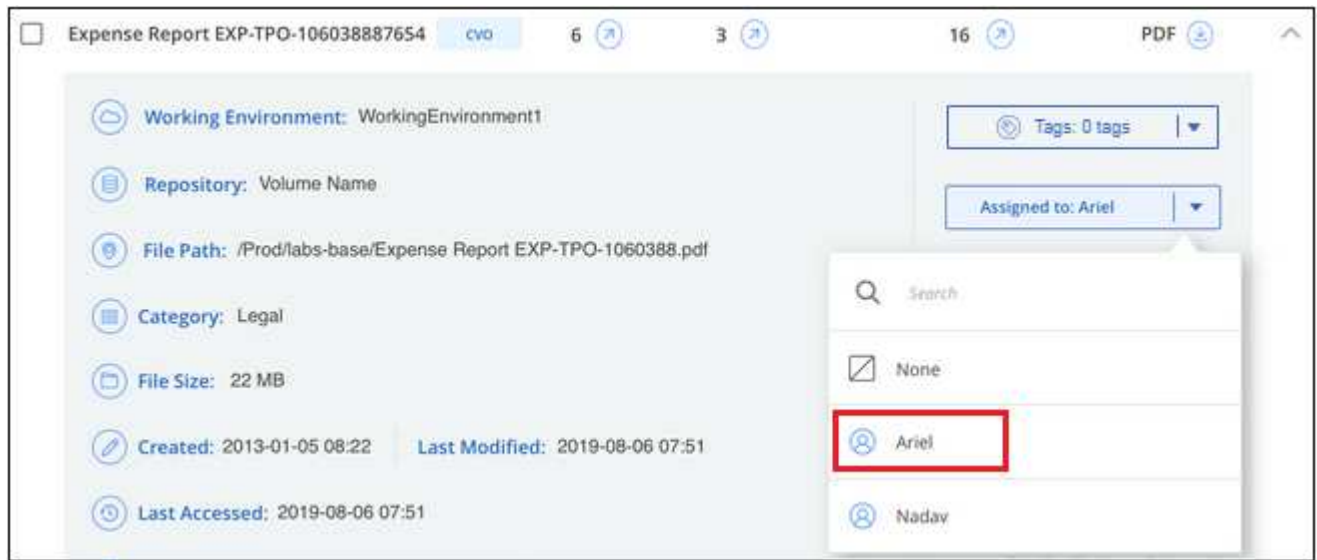 Expense Report EXP-TPO-106038887654 CVO 6 3 16 PDF
Working Environment: WorkingEnvironment1
Tags: 0 tags
Repository: Volume Name
Assigned to: Ariel
File Path: /Prod/labs-base/Expense Report EXP-TPO-1060388.pdf
Search
Category: Legal
None
File Size: 22 MB
Ariel
Created: 2013-01-05 08:22 Last Modified: 2019-08-06 07:51
Last Accessed: 2019-08-06 07:51
Nadav